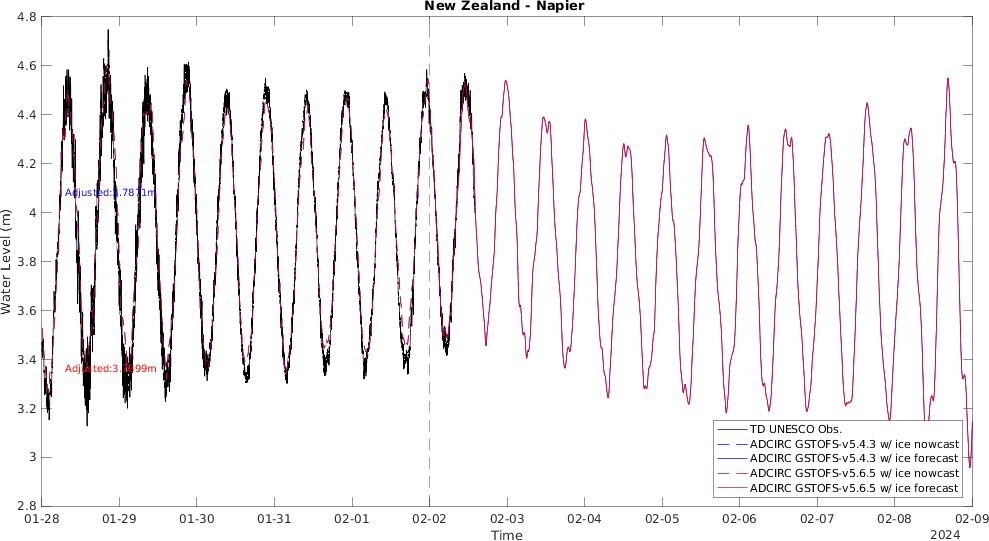 New Zealand - Napier
4.8
4.6
4.4
4.2
4
3.8
3.6
3.4
3.2
3
2.8
Water Level (m)
TD UNESCO Obs.
ADCIRC GSTOFS-v5.4.3 w/ ice nowcast
ADCIRC GSTOFS-v5.4.3 w/ ice forecast
ADCIRC GSTOFS-v5.6.5 w/ ice nowcast
ADCIRC GSTOFS-v5.6.5 w/ ice forecast
01-28 01-29 01-30 01-31 02-01 02-02 02-03 02-04 02-05 02-06 02-07 02-08 02-09
Time
2024